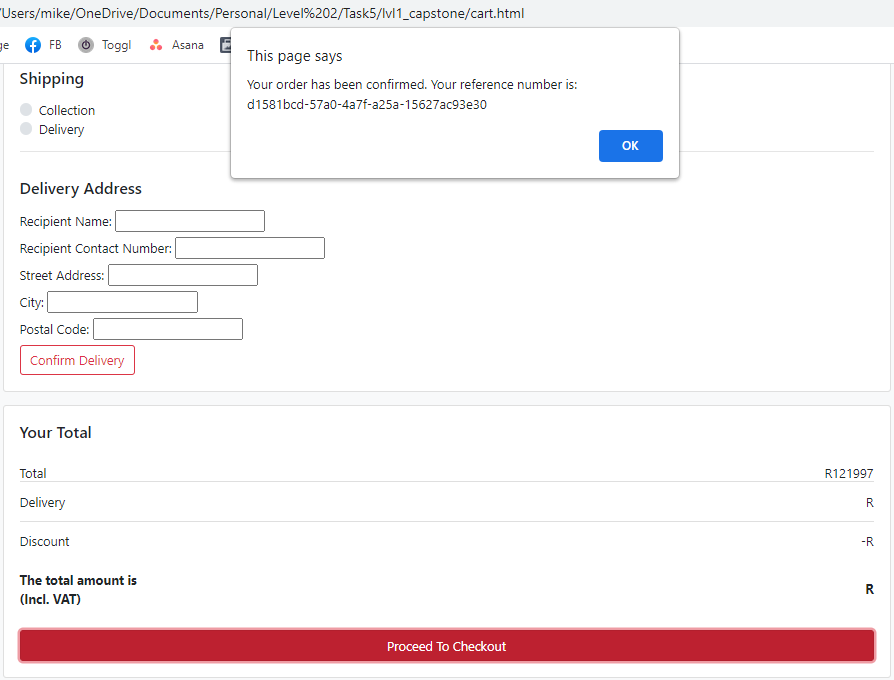 /Users/mike/OneDrive/Documents/Personal/Level%202/Task5/lvl1_capstone/cart.html
ge FB Toggl Asana
This page says
Your order has been confirmed. Your reference number is:
d1581bcd-57a0-4a7f-a25a-15627ac93e30
OK
Shipping
Collection
Delivery
Delivery Address
Recipient Name:
Recipient Contact Number:
Street Address:
City:
Postal Code:
Confirm Delivery
Your Total
Total R121997
Delivery R
Discount -R
The total amount is
(Incl. VAT) R
Proceed To Checkout